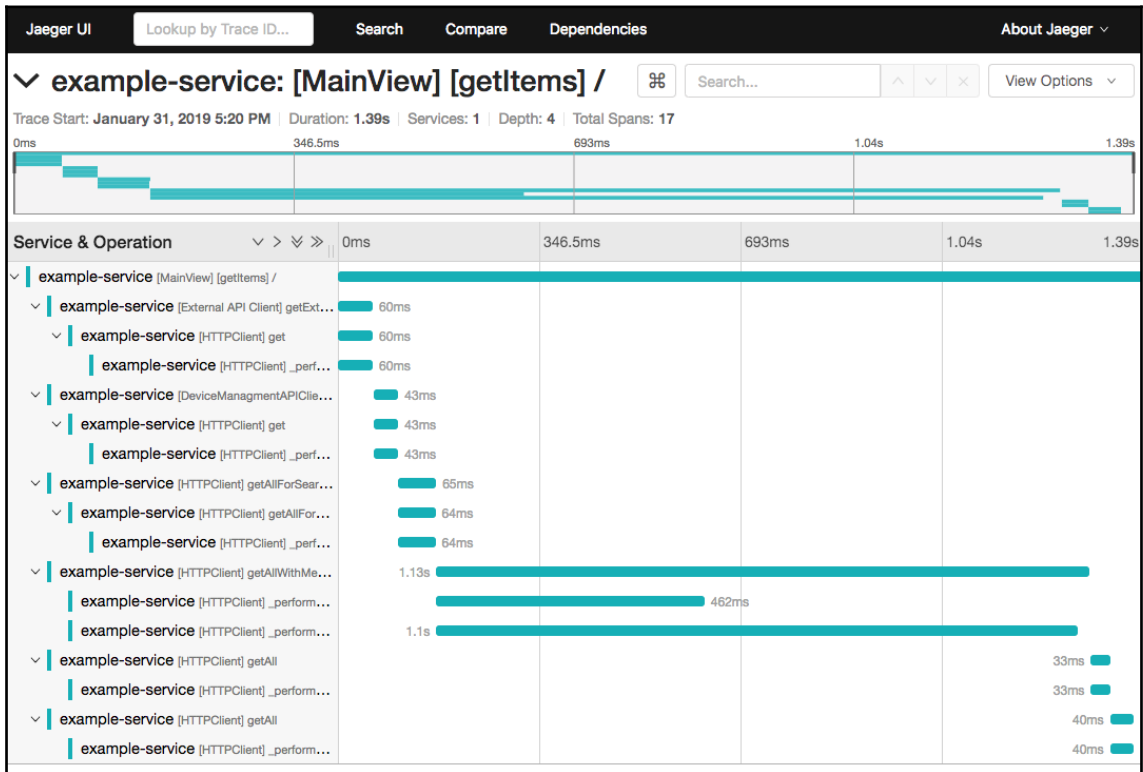 Jaeger UI Lookup by Trace ID... Search Compare Dependencies About Jaeger
example-service: [MainView] [getItems] / ⌘ Search... View Options
Trace Start: January 31, 2019 5:20 PM | Duration: 1.39s | Services: 1 | Depth: 4 | Total Spans: 17
0ms 346.5ms 693ms 1.04s 1.39s
Service & Operation 0ms 346.5ms 693ms 1.04s 1.39s
example-service [MainView] [getItems] /
example-service [External API Client] getExt... 60ms
example-service [HTTPClient] get 60ms
example-service [HTTPClient] _perf... 60ms
example-service [DeviceManagmentAPIClie... 43ms
example-service [HTTPClient] get 43ms
example-service [HTTPClient] _perf... 43ms
example-service [HTTPClient] getAllForSear... 65ms
example-service [HTTPClient] getAllFor... 64ms
example-service [HTTPClient] _perf... 64ms
example-service [HTTPClient] getAllWithMe... 1.13s
example-service [HTTPClient] _perform... 462ms
example-service [HTTPClient] _perform... 1.1s
example-service [HTTPClient] getAll 33ms
example-service [HTTPClient] _perform... 33ms
example-service [HTTPClient] getAll 40ms
example-service [HTTPClient] _perform... 40ms